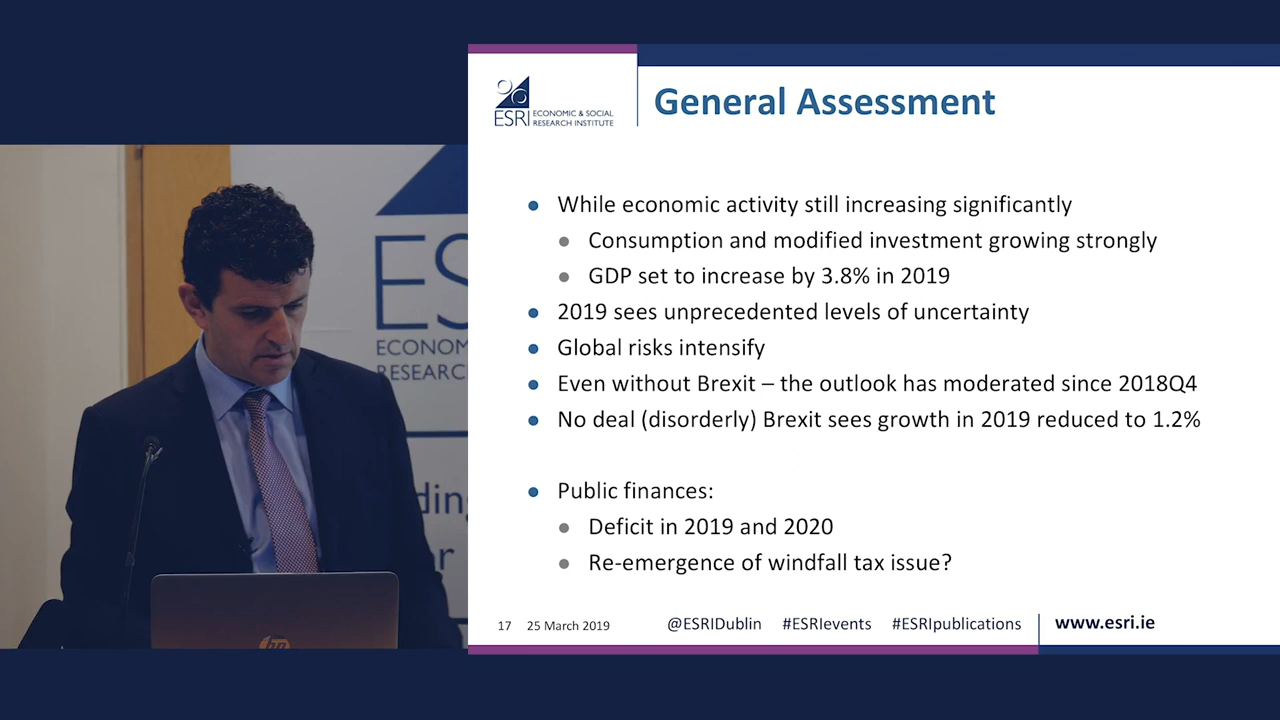 ESRI
ECONOMIC & SOCIAL
RESEARCH INSTITUTE
General Assessment
While economic activity still increasing significantly
Consumption and modified investment growing strongly
GDP set to increase by 3.8% in 2019
2019 sees unprecedented levels of uncertainty
Global risks intensify
Even without Brexit – the outlook has moderated since 2018Q4
No deal (disorderly) Brexit sees growth in 2019 reduced to 1.2%
Public finances:
Deficit in 2019 and 2020
Re-emergence of windfall tax issue?
17 25 March 2019 @ESRIDublin #ESRIevents #ESRIpublications www.esri.ie
ES
ECONOM
RESEARC
hp